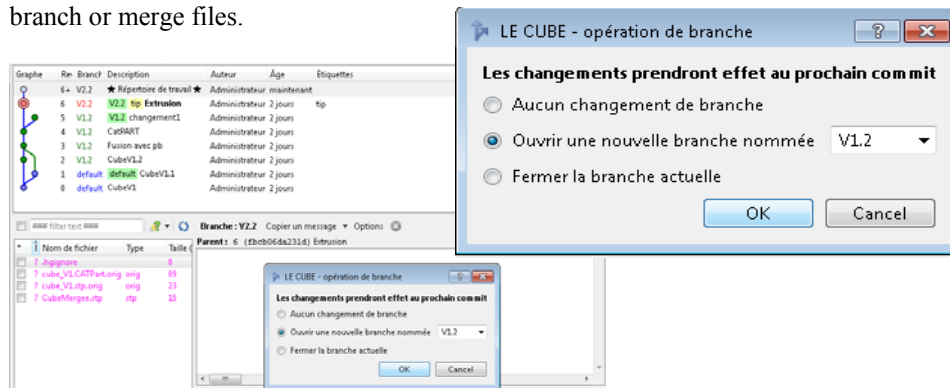 branch or merge files.
LE CUBE - opération de branche
Les changements prendront effet au prochain commit
Aucun changement de branche
Ouvrir une nouvelle branche nommée V1.2
Fermer la branche actuelle
OK Cancel
Graphe Re Branch Description Auteur Âge Étiquettes
6+ V2.2 ★ Répertoire de travail ★ Administrateur maintenant
6 V2.2 V2.2 tip Extrusion Administrateur 2 jours tip
5 V1.2 V1.2 changement1 Administrateur 2 jours
4 V1.2 CatPART Administrateur 2 jours
3 V1.2 Fusion avec pb Administrateur 2 jours
2 V1.2 CubeV1.2 Administrateur 2 jours
1 default default CubeV1.1 Administrateur 2 jours
0 default CubeV1 Administrateur 2 jours
### filter text ### Branche : V2.2 Copier un message Options
Parent : 6 (fbcb06da231d) Extrusion
* Nom de fichier Type Taille (
? .hgignore 0
? cube_V1.CATPart.orig orig 89
? cube_V1.stp.orig orig 23
? CubeMergee.stp stp 15
LE CUBE - opération de branche
Les changements prendront effet au prochain commit
Aucun changement de branche
Ouvrir une nouvelle branche nommée V1.2
Fermer la branche actuelle
OK Cancel